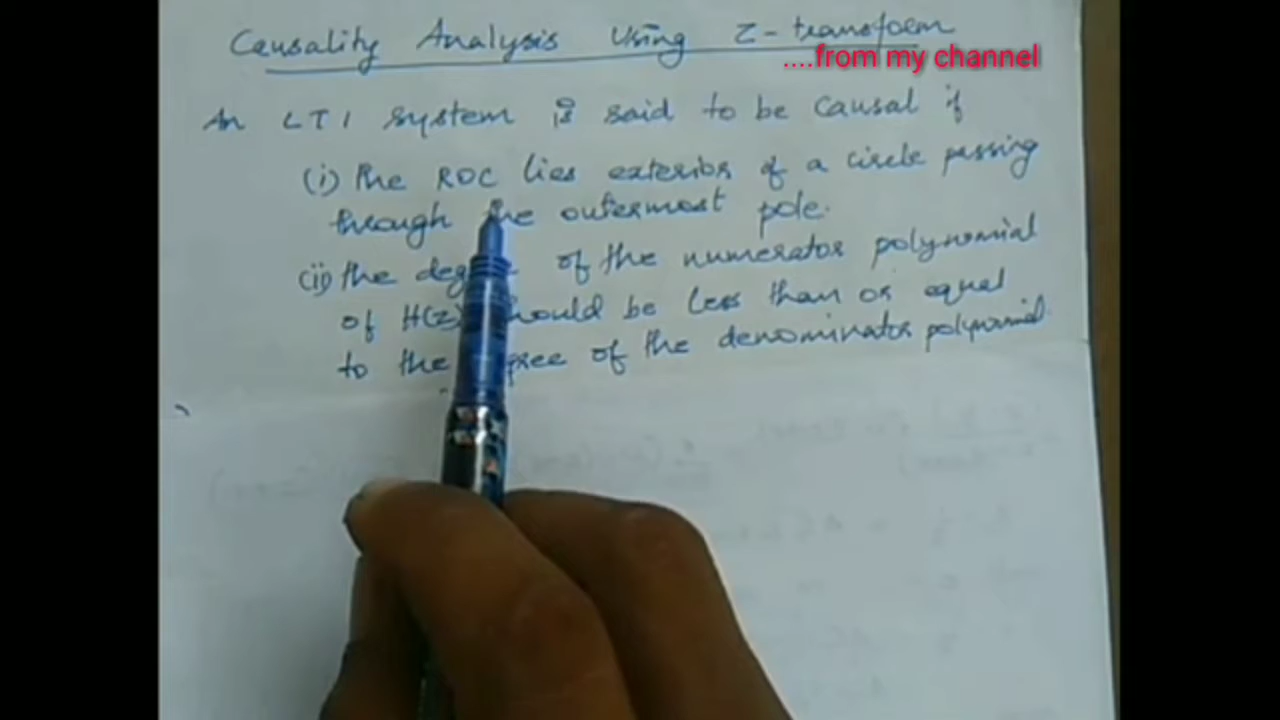 Causality Analysis Using Z-transform
....from my channel
An LTI system is said to be causal if
(i) the ROC lies exterior of a circle passing
through the outermost pole.
(ii) the of the numerator polynomial
of H(z) should be less than or equal
to the of the denominator polynomial.